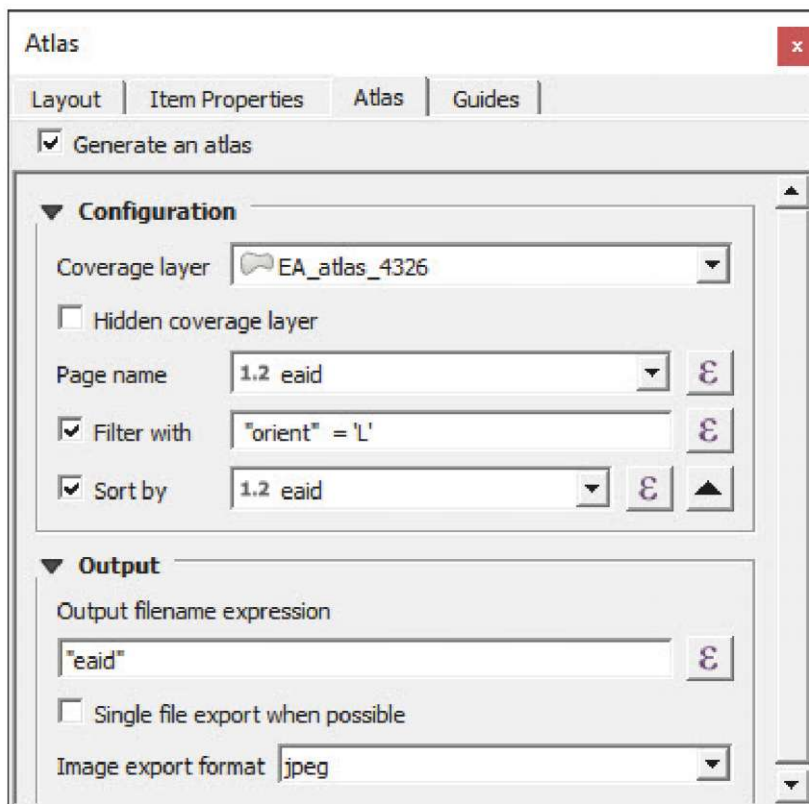 Atlas x
Layout Item Properties Atlas Guides
Generate an atlas
Configuration
Coverage layer EA_atlas_4326
Hidden coverage layer
Page name 1.2 eaid ε
Filter with "orient" = 'L' ε
Sort by 1.2 eaid ε
Output
Output filename expression
"eaid" ε
Single file export when possible
Image export format jpeg